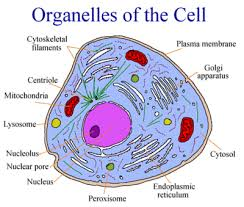 Organelles of the Cell
Cytoskeletal
filaments
Plasma membrane
Golgi
apparatus
Centriole
Mitochondria
Lysosome
Nucleolus
Nuclear pore
Nucleus
Peroxisome
Endoplasmic
reticulum
Cytosol